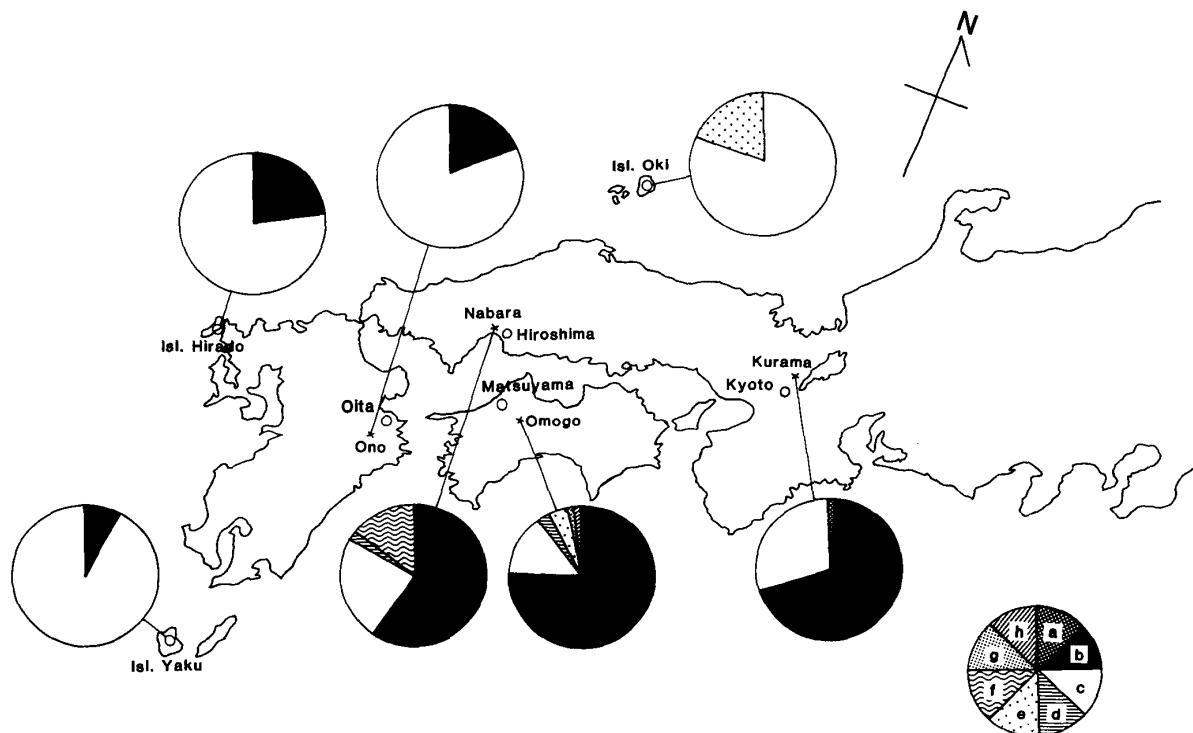 N
Isl. Oki
Nabara
Hiroshima
Isl. Hirado
Kurama
Matsuyama
Kyoto
Oita
Omogo
Ono
Isl. Yaku
h
a
g
b
f
c
e
d